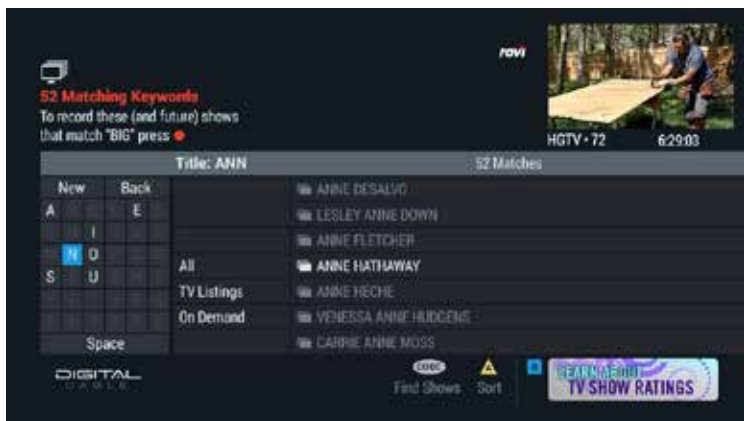 rovi
52 Matching Keywords
To record these (and future) shows
that match "BIG" press
HGTV • 72 6:29:03
Title: ANN 52 Matches
New Back
A E
I
N O
S U
Space
All
TV Listings
On Demand
ANNE DESALVO
LESLEY ANNE DOWN
ANNE FLETCHER
ANNE HATHAWAY
ANNE HECHE
VENESSA ANNE HUDGENS
CARRIE ANNE MOSS
DIGITAL
CABLE
Find Shows Sort
LEARN ABOUT
TV SHOW RATINGS